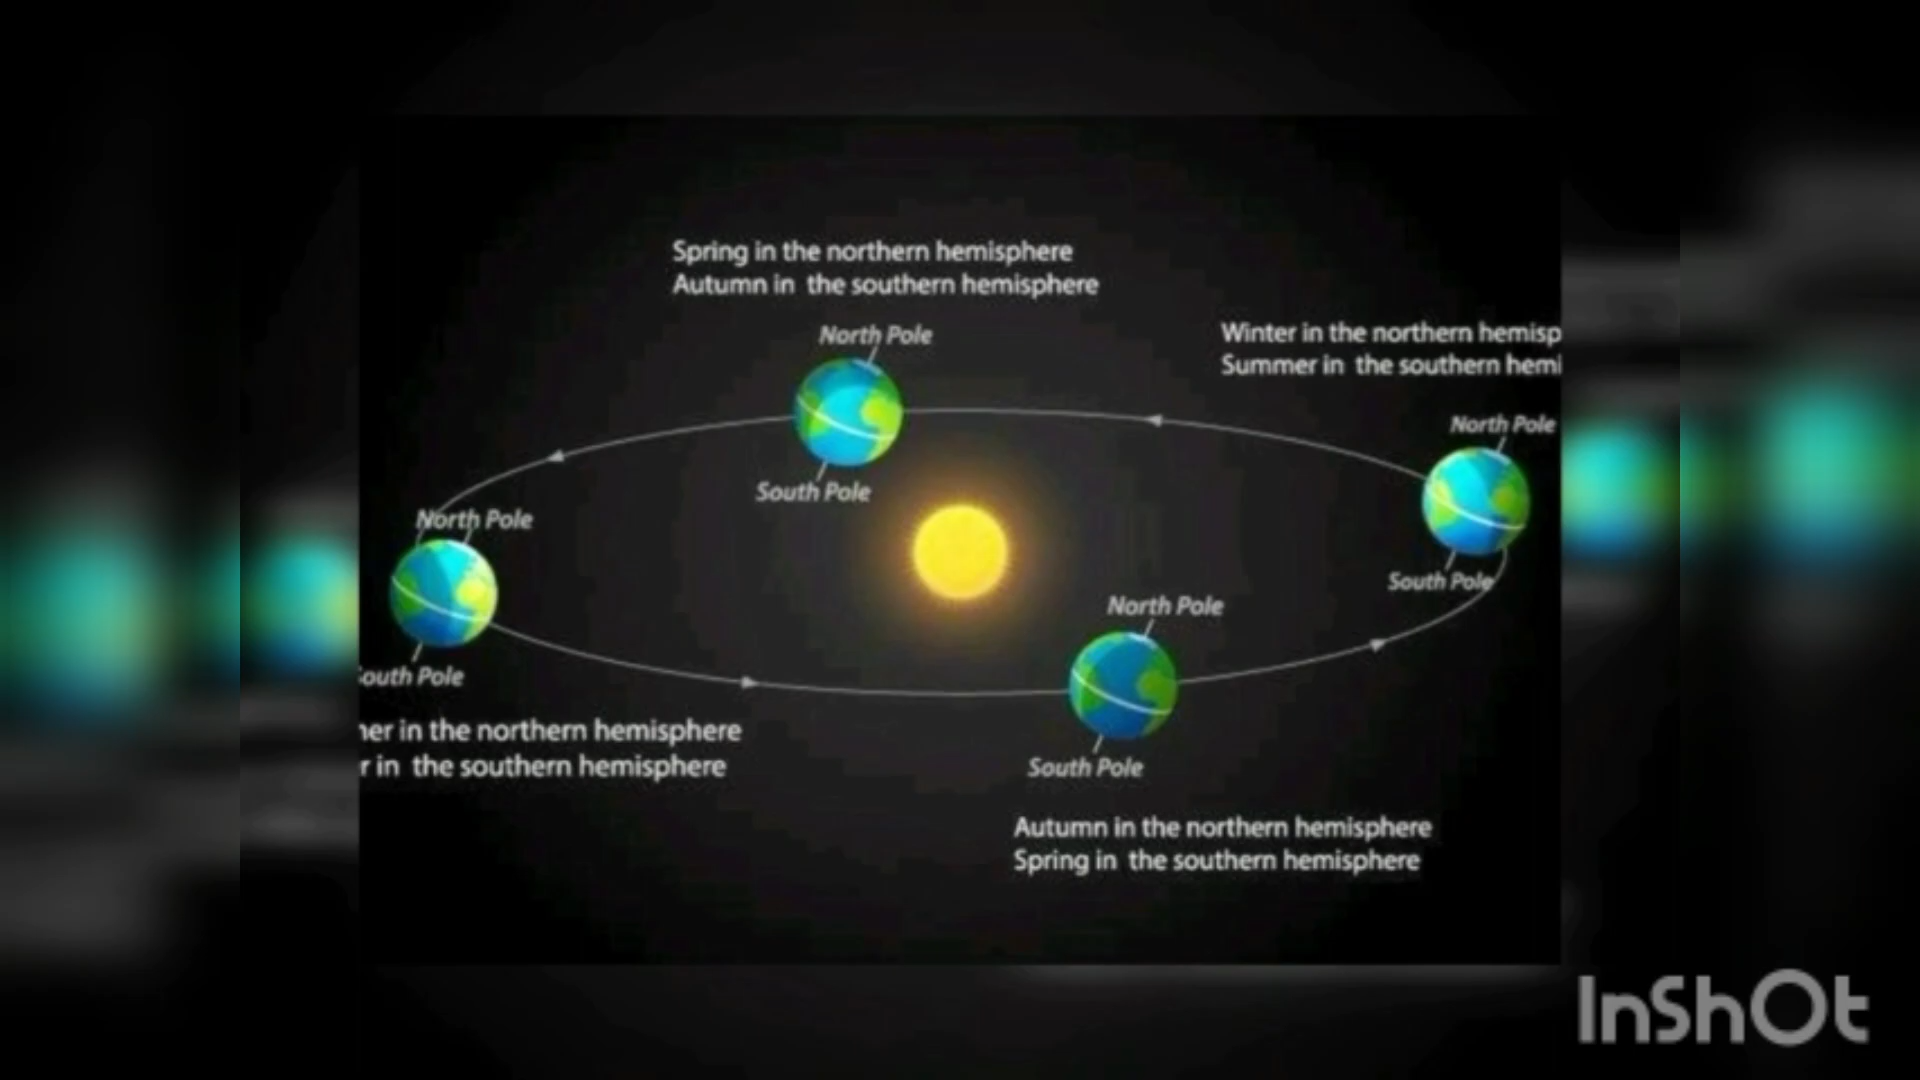 Spring in the northern hemisphere
Autumn in the southern hemisphere
North Pole
South Pole
Winter in the northern hemisp
Summer in the southern hemi
North Pole
South Pole
North Pole
outh Pole
er in the northern hemisphere
r in the southern hemisphere
North Pole
South Pole
Autumn in the northern hemisphere
Spring in the southern hemisphere
InShOt